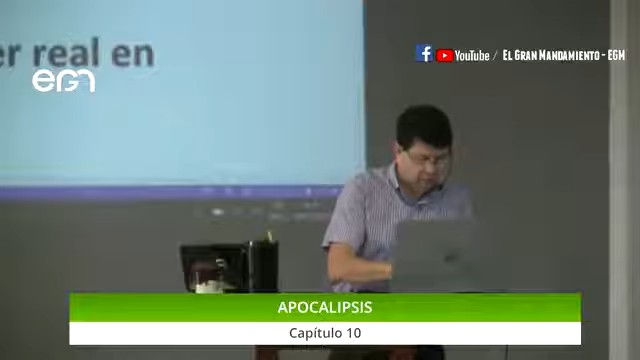 er real en
EGM
YouTube / EL GRAN MANDAMIENTO - EGM
APOCALIPSIS
Capítulo 10